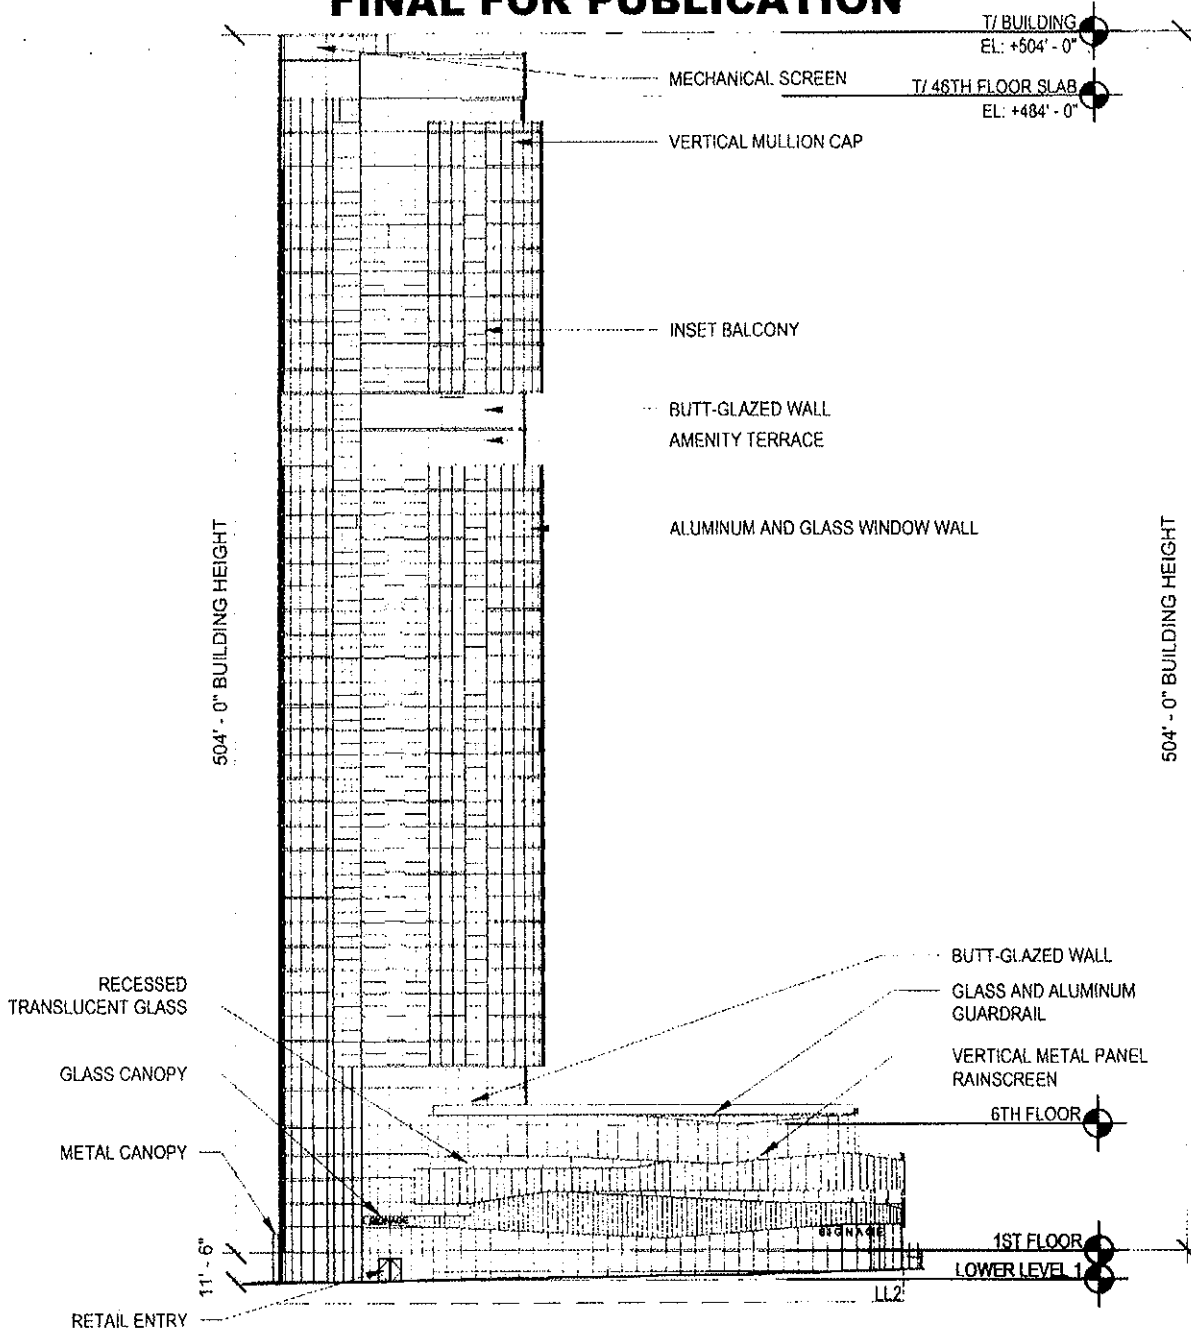 FINAL FOR PUBLICATION
T/ BUILDING
EL: +504' - 0"
MECHANICAL SCREEN
T/ 46TH FLOOR SLAB
EL: +484' - 0"
VERTICAL MULLION CAP
INSET BALCONY
BUTT-GLAZED WALL
AMENITY TERRACE
ALUMINUM AND GLASS WINDOW WALL
504' - 0" BUILDING HEIGHT
504' - 0" BUILDING HEIGHT
RECESSED
TRANSLUCENT GLASS
GLASS CANOPY
METAL CANOPY
BUTT-GLAZED WALL
GLASS AND ALUMINUM
GUARDRAIL
VERTICAL METAL PANEL
RAINSCREEN
6TH FLOOR
SIGNAGE
SIGNAGE
11' - 6"
1ST FLOOR
LOWER LEVEL 1
LL2
RETAIL ENTRY